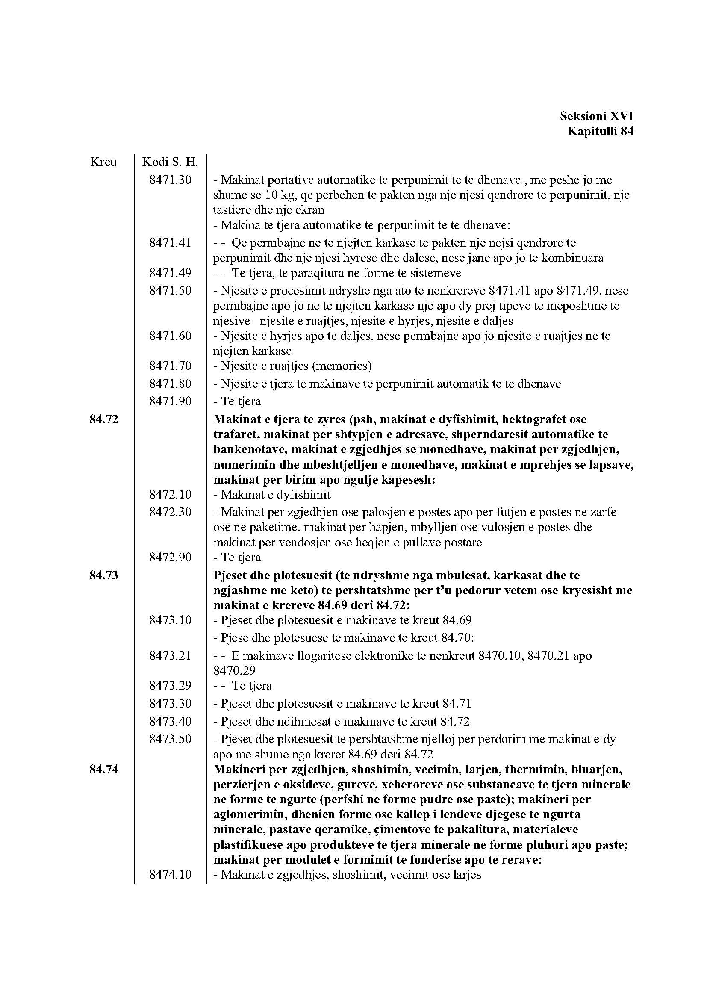 Seksioni XVI
Kapitulli 84
Kreu Kodi S. H.
8471.30 - Makinat portative automatike te perpunimit te te dhenave , me peshe jo me
shume se 10 kg, qe perbehen te pakten nga nje njesi qendrore te perpunimit, nje
tastiere dhe nje ekran
- Makina te tjera automatike te perpunimit te te dhenave:
8471.41 - - Qe permbajne ne te njejten karkase te pakten nje nejsi qendrore te
perpunimit dhe nje njesi hyrese dhe dalese, nese jane apo jo te kombinuara
8471.49 - - Te tjera, te paraqitura ne forme te sistemeve
8471.50 - Njesite e procesimit ndryshe nga ato te nenkrereve 8471.41 apo 8471.49, nese
permbajne apo jo ne te njejten karkase nje apo dy prej tipeve te meposhtme te
njesive njesite e ruajtjes, njesite e hyrjes, njesite e daljes
8471.60 - Njesite e hyrjes apo te daljes, nese permbajne apo jo njesite e ruajtjes ne te
njejten karkase
8471.70 - Njesite e ruajtjes (memories)
8471.80 - Njesite e tjera te makinave te perpunimit automatik te te dhenave
8471.90 - Te tjera
84.72 Makinat e tjera te zyres (psh, makinat e dyfishimit, hektografet ose
trafaret, makinat per shtypjen e adresave, shperndaresit automatike te
bankenotave, makinat e zgjedhjes se monedhave, makinat per zgjedhjen,
numerimin dhe mbeshtjelljen e monedhave, makinat e mprehjes se lapsave,
makinat per birim apo ngulje kapesesh:
8472.10 - Makinat e dyfishimit
8472.30 - Makinat per zgjedhjen ose palosjen e postes apo per futjen e postes ne zarfe
ose ne paketime, makinat per hapjen, mbylljen ose vulosjen e postes dhe
makinat per vendosjen ose heqjen e pullave postare
8472.90 - Te tjera
84.73 Pjeset dhe plotesuesit (te ndryshme nga mbulesat, karkasat dhe te
ngjashme me keto) te pershtatshme per t’u pedorur vetem ose kryesisht me
makinat e krereve 84.69 deri 84.72:
8473.10 - Pjeset dhe plotesuesit e makinave te kreut 84.69
- Pjese dhe plotesuese te makinave te kreut 84.70:
8473.21 - - E makinave llogaritese elektronike te nenkreut 8470.10, 8470.21 apo
8470.29
8473.29 - - Te tjera
8473.30 - Pjeset dhe plotesuesit e makinave te kreut 84.71
8473.40 - Pjeset dhe ndihmesat e makinave te kreut 84.72
8473.50 - Pjeset dhe plotesuesit te pershtatshme njelloj per perdorim me makinat e dy
apo me shume nga kreret 84.69 deri 84.72
84.74 Makineri per zgjedhjen, shoshimin, vecimin, larjen, thermimin, bluarjen,
perzierjen e oksideve, gureve, xeheroreve ose substancave te tjera minerale
ne forme te ngurte (perfshi ne forme pudre ose paste); makineri per
aglomerimin, dhenien forme ose kallep i lendeve djegese te ngurta
minerale, pastave qeramike, çimentove te pakalitura, materialeve
plastifikuese apo produkteve te tjera minerale ne forme pluhuri apo paste;
makinat per modulet e formimit te fonderise apo te rerave:
8474.10 - Makinat e zgjedhjes, shoshimit, vecimit ose larjes